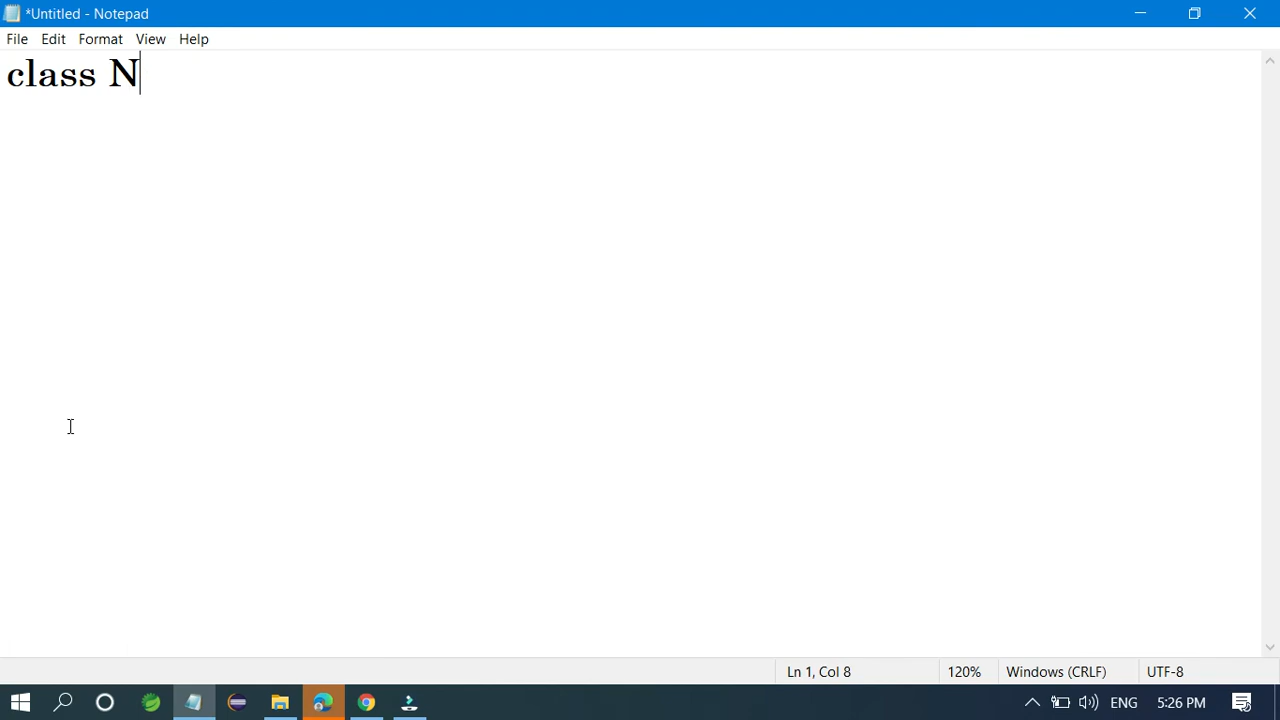 *Untitled - Notepad
File Edit Format View Help
class N
Ln 1, Col 8 120% Windows (CRLF) UTF-8
ENG 5:26 PM